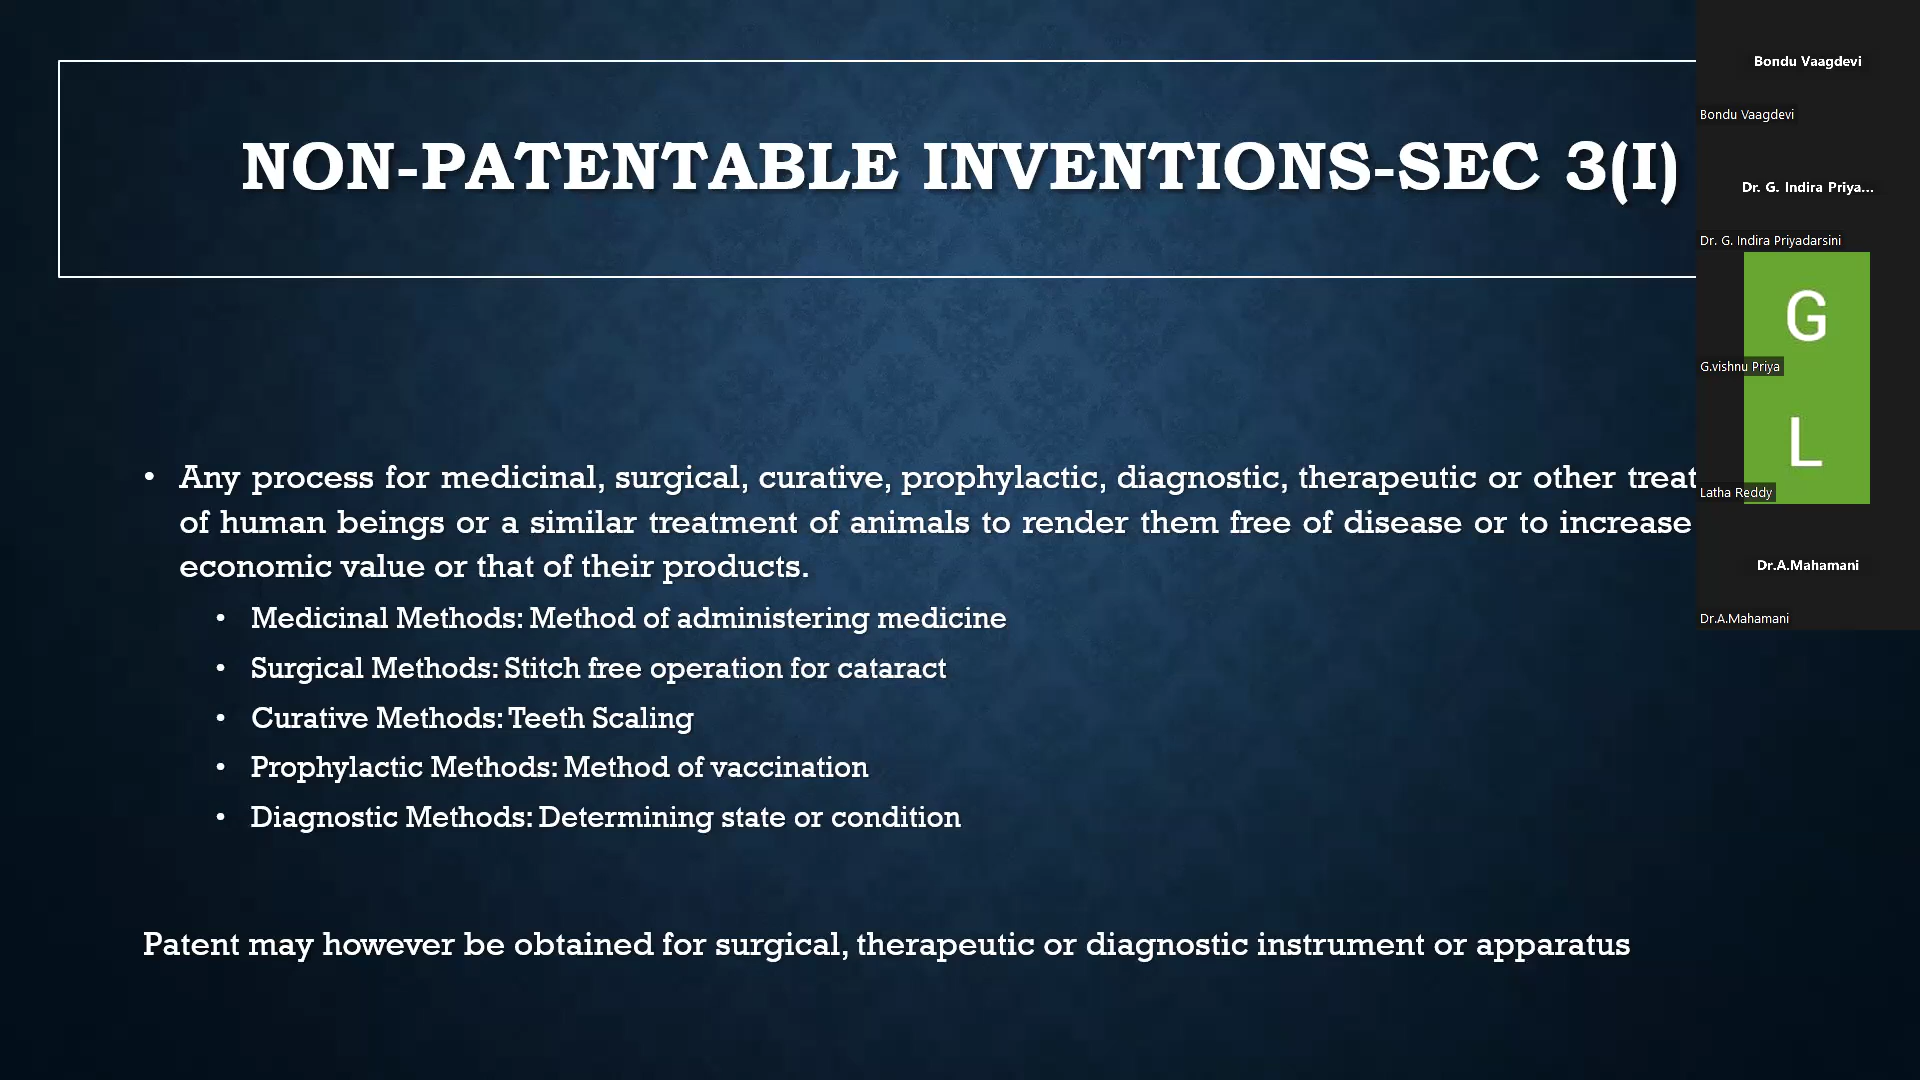 NON-PATENTABLE INVENTIONS-SEC 3(I)
• Any process for medicinal, surgical, curative, prophylactic, diagnostic, therapeutic or other treat
of human beings or a similar treatment of animals to render them free of disease or to increase
economic value or that of their products.
• Medicinal Methods: Method of administering medicine
• Surgical Methods: Stitch free operation for cataract
• Curative Methods: Teeth Scaling
• Prophylactic Methods: Method of vaccination
• Diagnostic Methods: Determining state or condition
Patent may however be obtained for surgical, therapeutic or diagnostic instrument or apparatus
Bondu Vaagdevi
Bondu Vaagdevi
Dr. G. Indira Priya...
Dr. G. Indira Priyadarsini
G
G.vishnu Priya
L
Latha Reddy
Dr.A.Mahamani
Dr.A.Mahamani